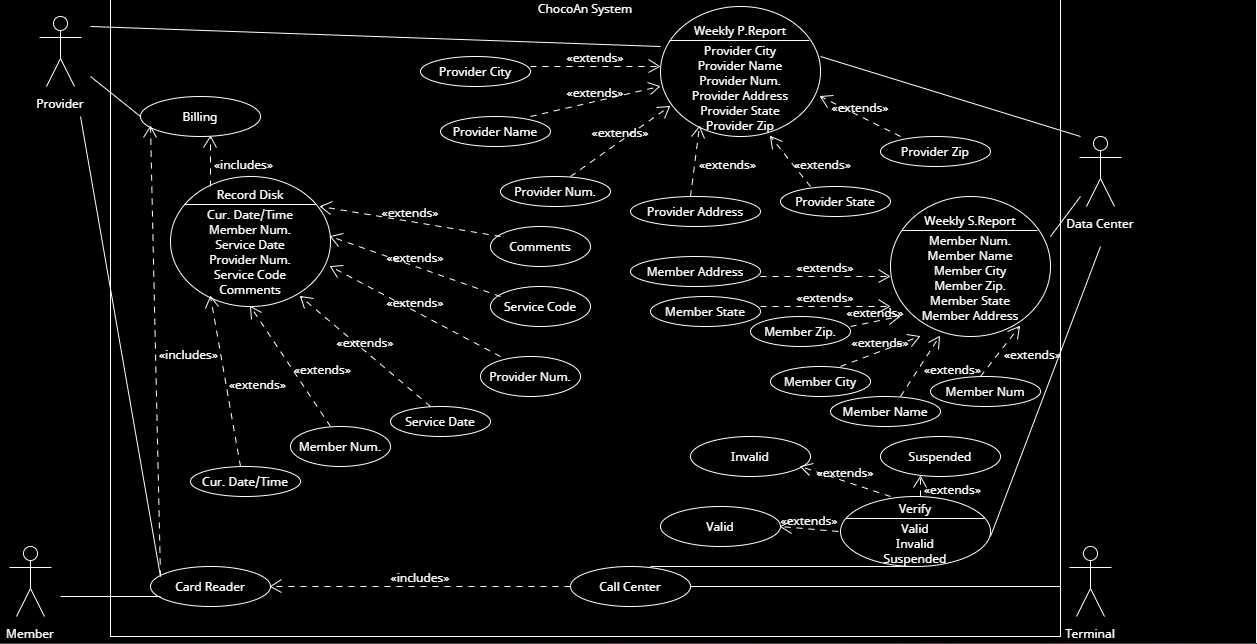 ChocoAn System
Provider
Weekly P.Report
Provider City
Provider Name
Provider Num.
Provider Address
Provider State
Provider Zip
«extends»
Provider City
«extends»
Provider Name
«extends»
Provider Num.
«extends»
Provider Address
«extends»
Provider State
«extends»
Provider Zip
Data Center
Billing
«includes»
Record Disk
Cur. Date/Time
Member Num.
Service Date
Provider Num.
Service Code
Comments
«extends»
Comments
«extends»
Service Code
«extends»
Provider Num.
«extends»
Service Date
«extends»
Member Num.
«extends»
Cur. Date/Time
«includes»
Weekly S.Report
Member Num.
Member Name
Member City
Member Zip.
Member State
Member Address
Member Address
«extends»
Member State
«extends»
Member Zip.
«extends»
Member City
«extends»
Member Name
«extends»
Member Num
«extends»
Invalid
«extends»
Suspended
«extends»
Verify
Valid
Invalid
Suspended
Valid
«extends»
Member
Card Reader
«includes»
Call Center
Terminal